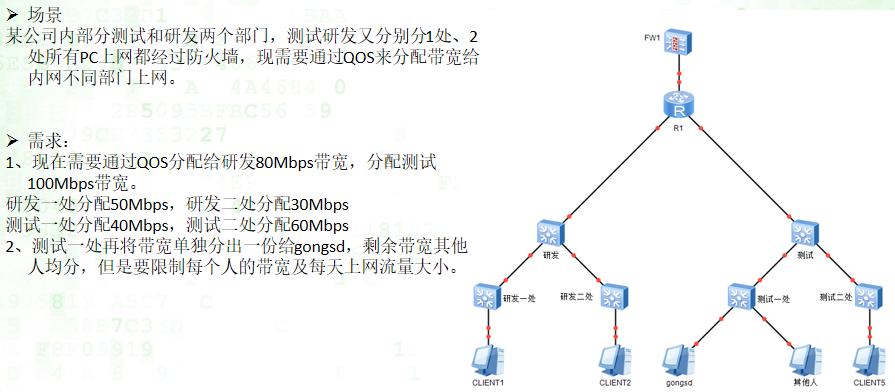 场景
某公司内部分测试和研发两个部门，测试研发又分别分1处、2
处所有PC上网都经过防火墙，现需要通过QOS来分配带宽给
内网不同部门上网。
需求：
1、现在需要通过QOS分配给研发80Mbps带宽，分配测试
100Mbps带宽。
研发一处分配50Mbps，研发二处分配30Mbps
测试一处分配40Mbps，测试二处分配60Mbps
2、测试一处再将带宽单独分出一份给gongsd，剩余带宽其他
人均分，但是要限制每个人的带宽及每天上网流量大小。
FW1
R
R1
研发
测试
研发一处
研发二处
测试一处
测试二处
CLIENT1
CLIENT2
gongsd
其他人
CLIENT5